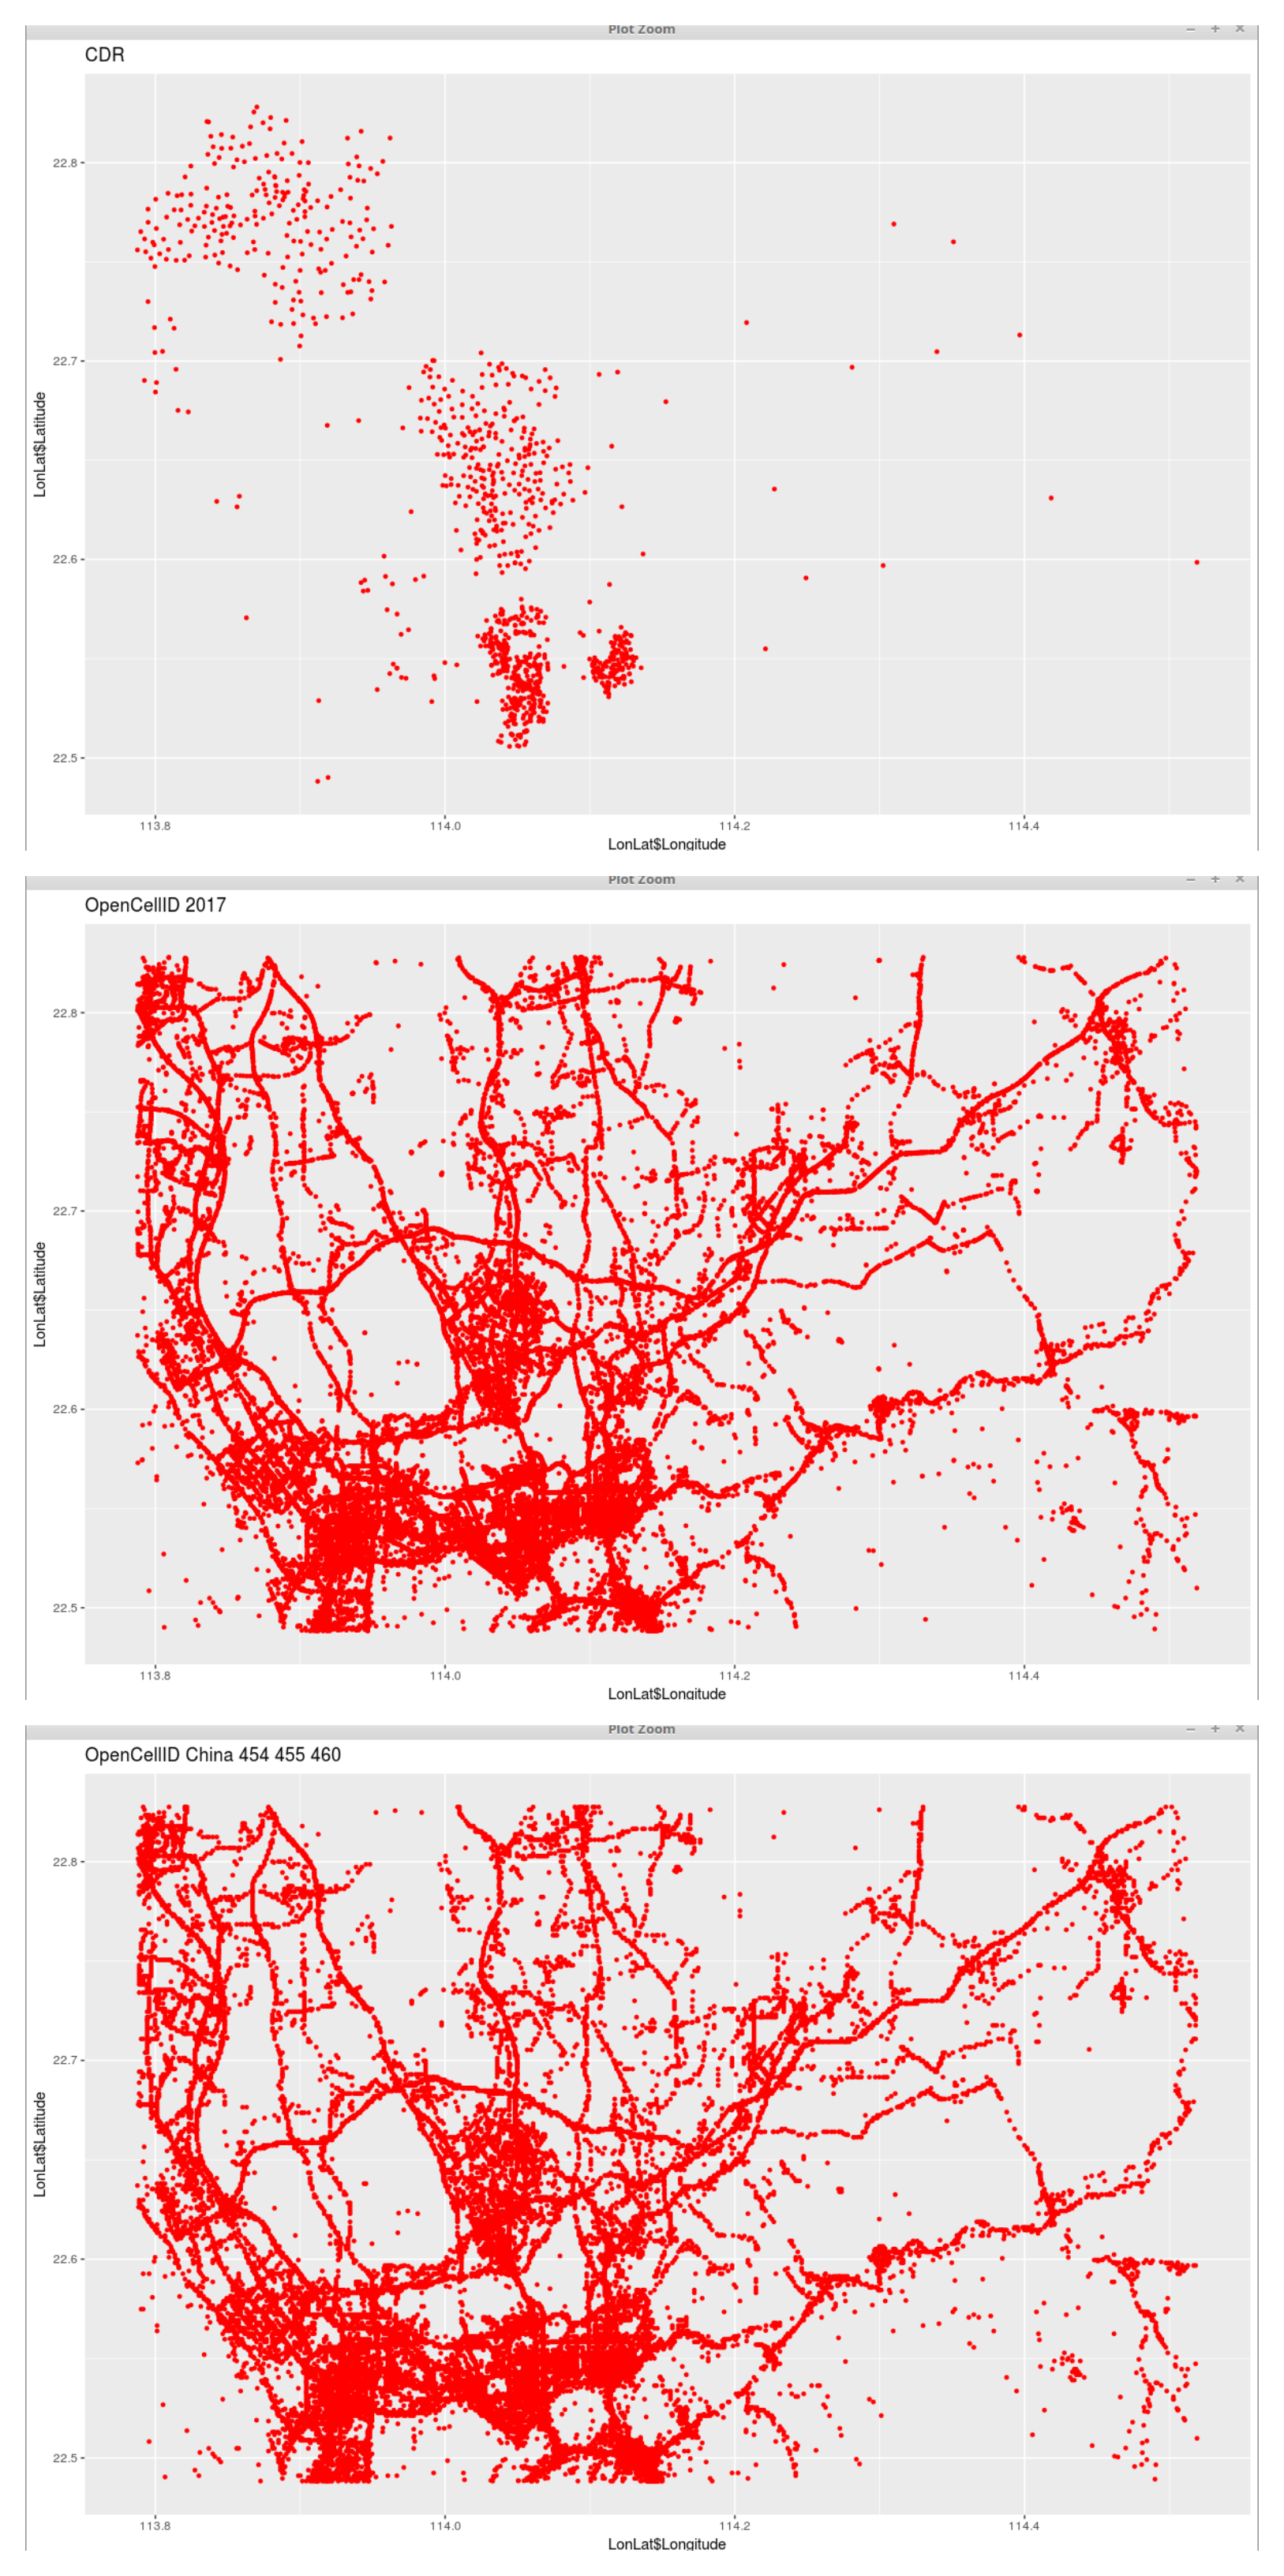 Plot Zoom
CDR
22.8
22.7
22.6
22.5
LonLat$Latitude
113.8 114.0 114.2 114.4
LonLat$Longitude
Plot Zoom
OpenCellID 2017
22.8
22.7
22.6
22.5
LonLat$Latitude
113.8 114.0 114.2 114.4
LonLat$Longitude
Plot Zoom
OpenCellID China 454 455 460
22.8
22.7
22.6
22.5
LonLat$Latitude
113.8 114.0 114.2 114.4
LonLat$Longitude